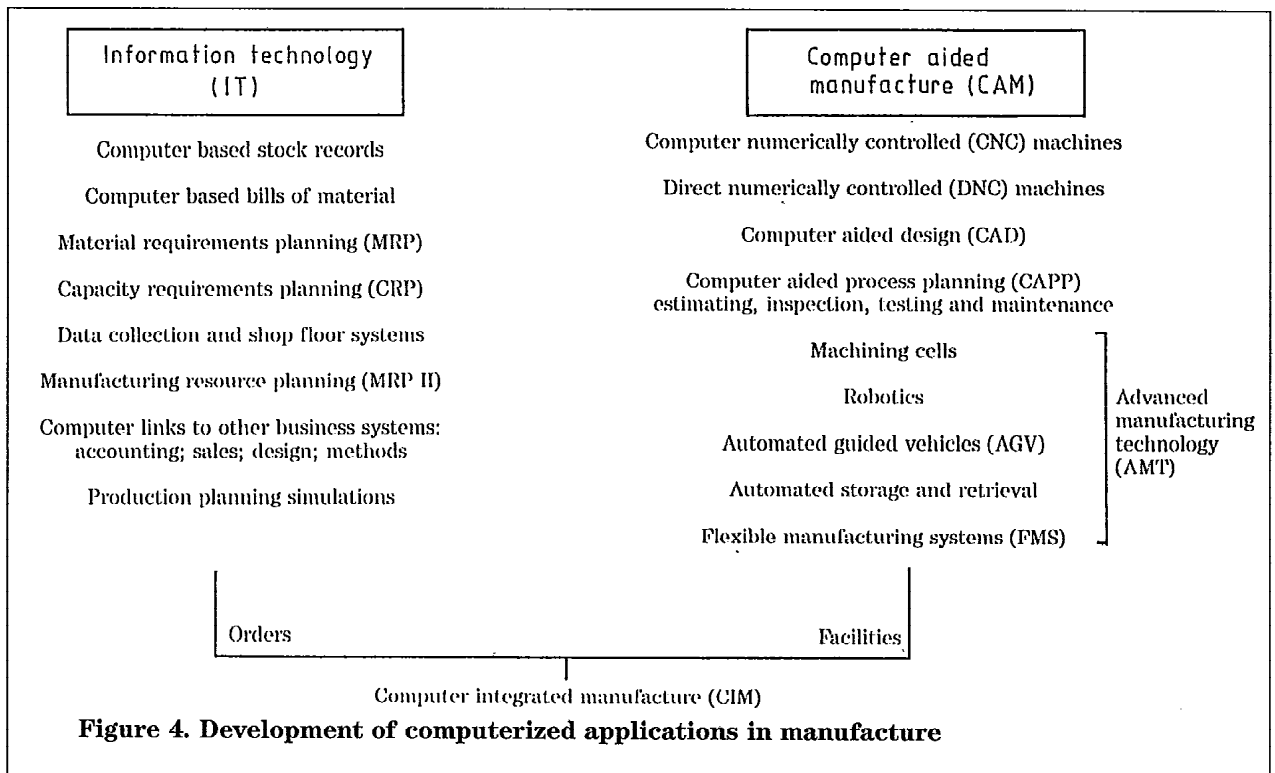 Information technology
(IT)
Computer based stock records
Computer based bills of material
Material requirements planning (MRP)
Capacity requirements planning (CRP)
Data collection and shop floor systems
Manufacturing resource planning (MRP II)
Computer links to other business systems:
accounting; sales; design; methods
Production planning simulations
Computer aided
manufacture (CAM)
Computer numerically controlled (CNC) machines
Direct numerically controlled (DNC) machines
Computer aided design (CAD)
Computer aided process planning (CAPP)
estimating, inspection, testing and maintenance
Machining cells
Robotics
Automated guided vehicles (AGV)
Automated storage and retrieval
Flexible manufacturing systems (FMS)
Advanced
manufacturing
technology
(AMT)
Orders
Facilities
Computer integrated manufacture (CIM)
Figure 4. Development of computerized applications in manufacture